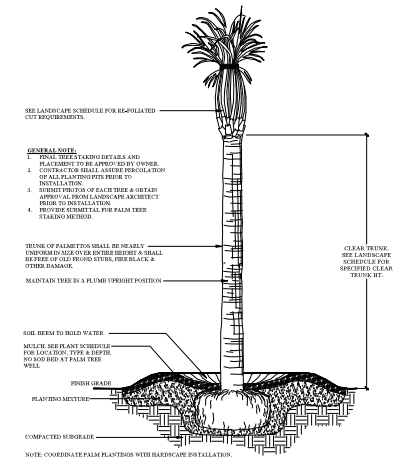 SEE LANDSCAPE SCHEDULE FOR RE-FOLIATED
CUT REQUIREMENTS.
GENERAL NOTE:
1. FINAL TREE STAKING DETAILS AND
PLACEMENT TO BE APPROVED BY OWNER.
2. CONTRACTOR SHALL ASSURE PERCOLATION
OF ALL PLANTING PITS PRIOR TO
INSTALLATION.
3. SUBMIT PHOTOS OF EACH TREE & OBTAIN
APPROVAL FROM LANDSCAPE ARCHITECT
PRIOR TO INSTALLATION.
4. PROVIDE SUBMITTAL FOR PALM TREE
STAKING METHOD.
TRUNK OF PALMETTOS SHALL BE NEARLY
UNIFORM IN SIZE OVER ENTIRE HEIGHT & SHALL
BE FREE OF OLD FROND STUBS, FIRE BLACK &
OTHER DAMAGE.
MAINTAIN TREE IN A PLUMB UPRIGHT POSITION
CLEAR TRUNK.
SEE LANDSCAPE
SCHEDULE FOR
SPECIFIED CLEAR
TRUNK HT.
SOIL BERM TO HOLD WATER
MULCH. SEE PLANT SCHEDULE
FOR LOCATION, TYPE & DEPTH.
NO SOD BED AT PALM TREE
WELL
FINISH GRADE
PLANTING MIXTURE
COMPACTED SUBGRADE
NOTE: COORDINATE PALM PLANTINGS WITH HARDSCAPE INSTALLATION.